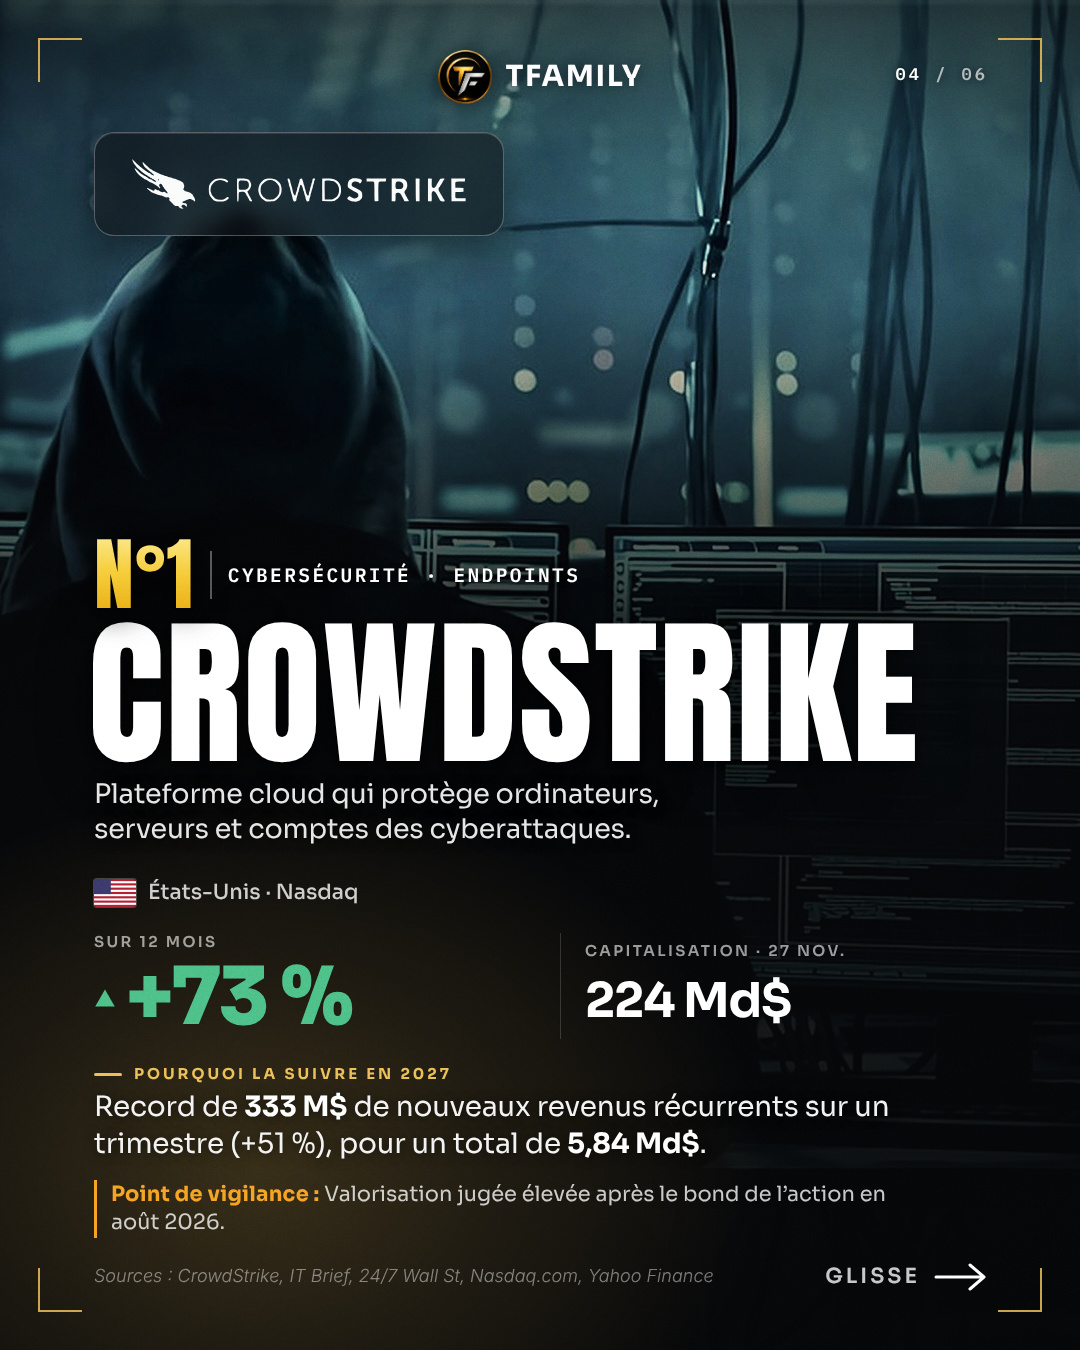 TFAMILY
04 / 06
CROWDSTRIKE
N°1
CYBERSÉCURITÉ · ENDPOINTS
CROWDSTRIKE
Plateforme cloud qui protège ordinateurs,
serveurs et comptes des cyberattaques.
États-Unis · Nasdaq
SUR 12 MOIS
▲ +73 %
CAPITALISATION · 27 NOV.
224 Md$
POURQUOI LA SUIVRE EN 2027
Record de 333 M$ de nouveaux revenus récurrents sur un
trimestre (+51 %), pour un total de 5,84 Md$.
Point de vigilance : Valorisation jugée élevée après le bond de l’action en
août 2026.
Sources : CrowdStrike, IT Brief, 24/7 Wall St, Nasdaq.com, Yahoo Finance
GLISSE